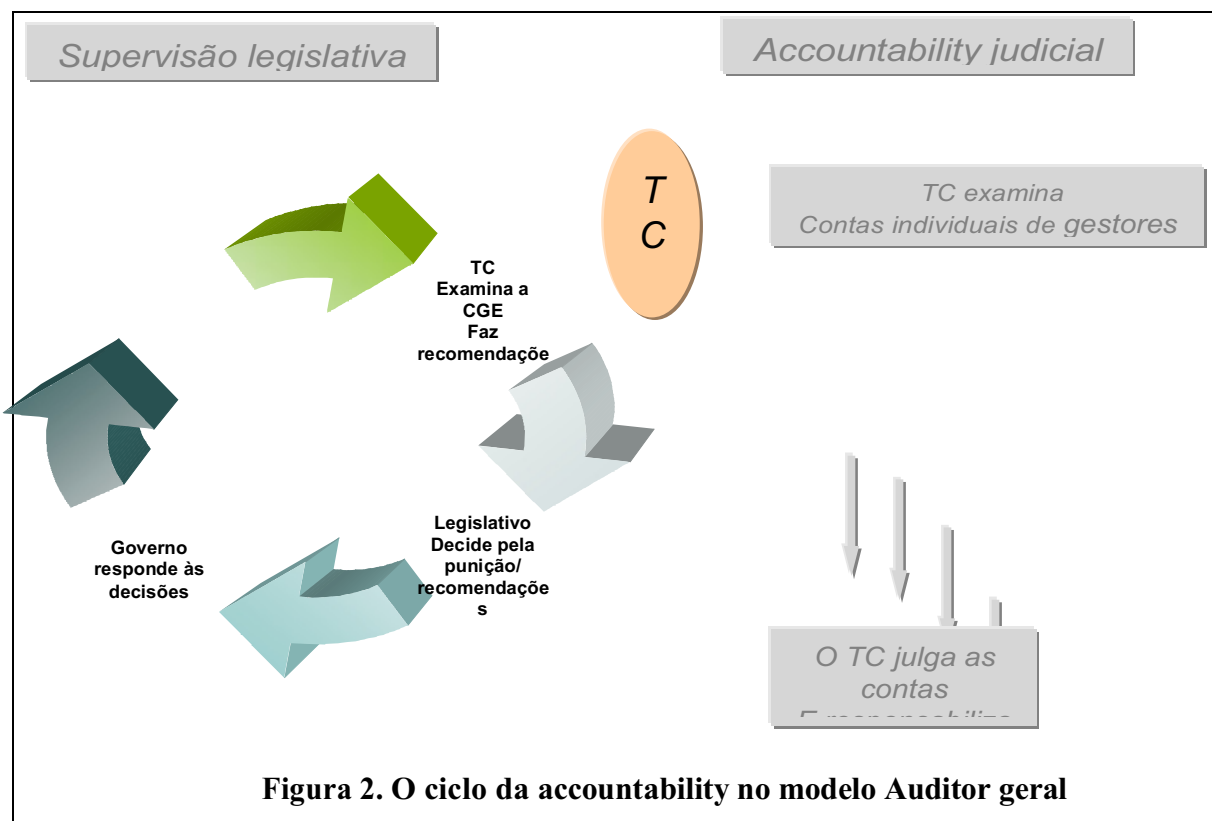 Supervisão legislativa
Accountability judicial
T
C
TC examina
Contas individuais de gestores
TC
Examina a
CGE
Faz
recomendaçõe
Legislativo
Decide pela
punição/
recomendaçõe
s
Governo
responde às
decisões
O TC julga as
contas
E responsabiliza
Figura 2. O ciclo da accountability no modelo Auditor geral